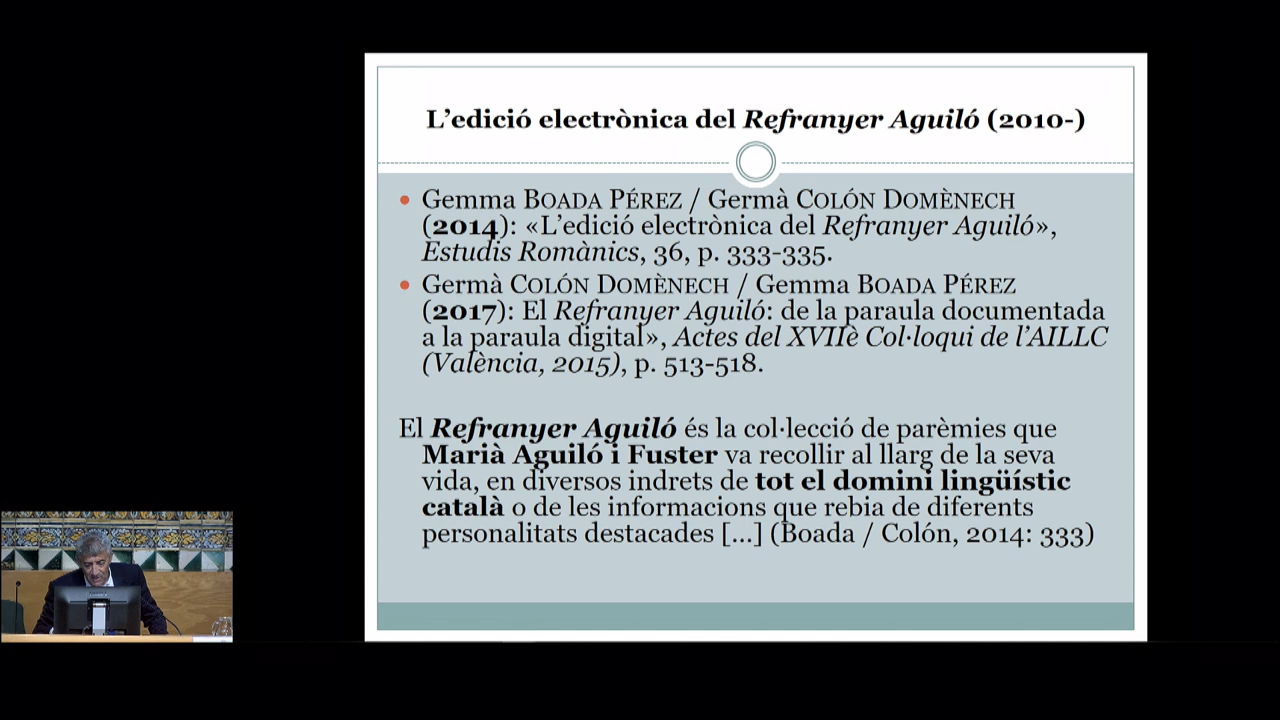 L’edició electrònica del Refranyer Aguiló (2010-)
• Gemma BOADA PÉREZ / Germà COLÓN DOMÈNECH
(2014): «L’edició electrònica del Refranyer Aguiló»,
Estudis Romànics, 36, p. 333-335.
• Germà COLÓN DOMÈNECH / Gemma BOADA PÉREZ
(2017): El Refranyer Aguiló: de la paraula documentada
a la paraula digital», Actes del XVIIè Col·loqui de l’AILLC
(València, 2015), p. 513-518.
El Refranyer Aguiló és la col·lecció de parèmies que
Marià Aguiló i Fuster va recollir al llarg de la seva
vida, en diversos indrets de tot el domini lingüístic
català o de les informacions que rebia de diferents
personalitats destacades [...] (Boada / Colón, 2014: 333)